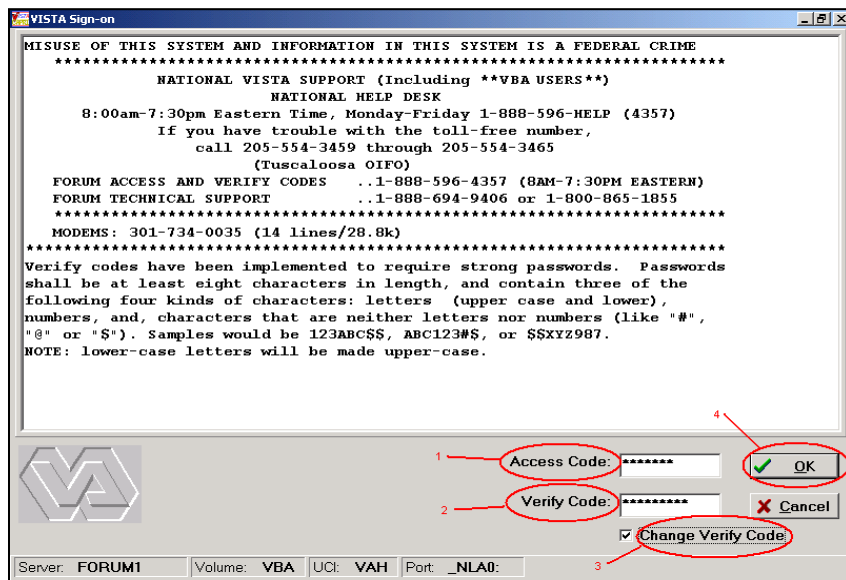 VISTA Sign-on
MISUSE OF THIS SYSTEM AND INFORMATION IN THIS SYSTEM IS A FEDERAL CRIME
***********************************************************************
NATIONAL VISTA SUPPORT (Including **VBA USERS**)
NATIONAL HELP DESK
8:00am-7:30pm Eastern Time, Monday-Friday 1-888-596-HELP (4357)
If you have trouble with the toll-free number,
call 205-554-3459 through 205-554-3465
(Tuscaloosa OIFO)
FORUM ACCESS AND VERIFY CODES ..1-888-596-4357 (8AM-7:30PM EASTERN)
FORUM TECHNICAL SUPPORT ..1-888-694-9406 or 1-800-865-1855
***********************************************************************
MODEMS: 301-734-0035 (14 lines/28.8k)
**************************************************************************
Verify codes have been implemented to require strong passwords. Passwords
shall be at least eight characters in length, and contain three of the
following four kinds of characters: letters (upper case and lower),
numbers, and, characters that are neither letters nor numbers (like "#",
"@" or "$"). Samples would be 123ABC$$, ABC123#$, or $$XYZ987.
NOTE: lower-case letters will be made upper-case.
4
1 Access Code: ******* OK
2 Verify Code: ********* Cancel
Change Verify Code
3
Server: FORUM1 Volume: VBA UCI: VAH Port: _NLA0: